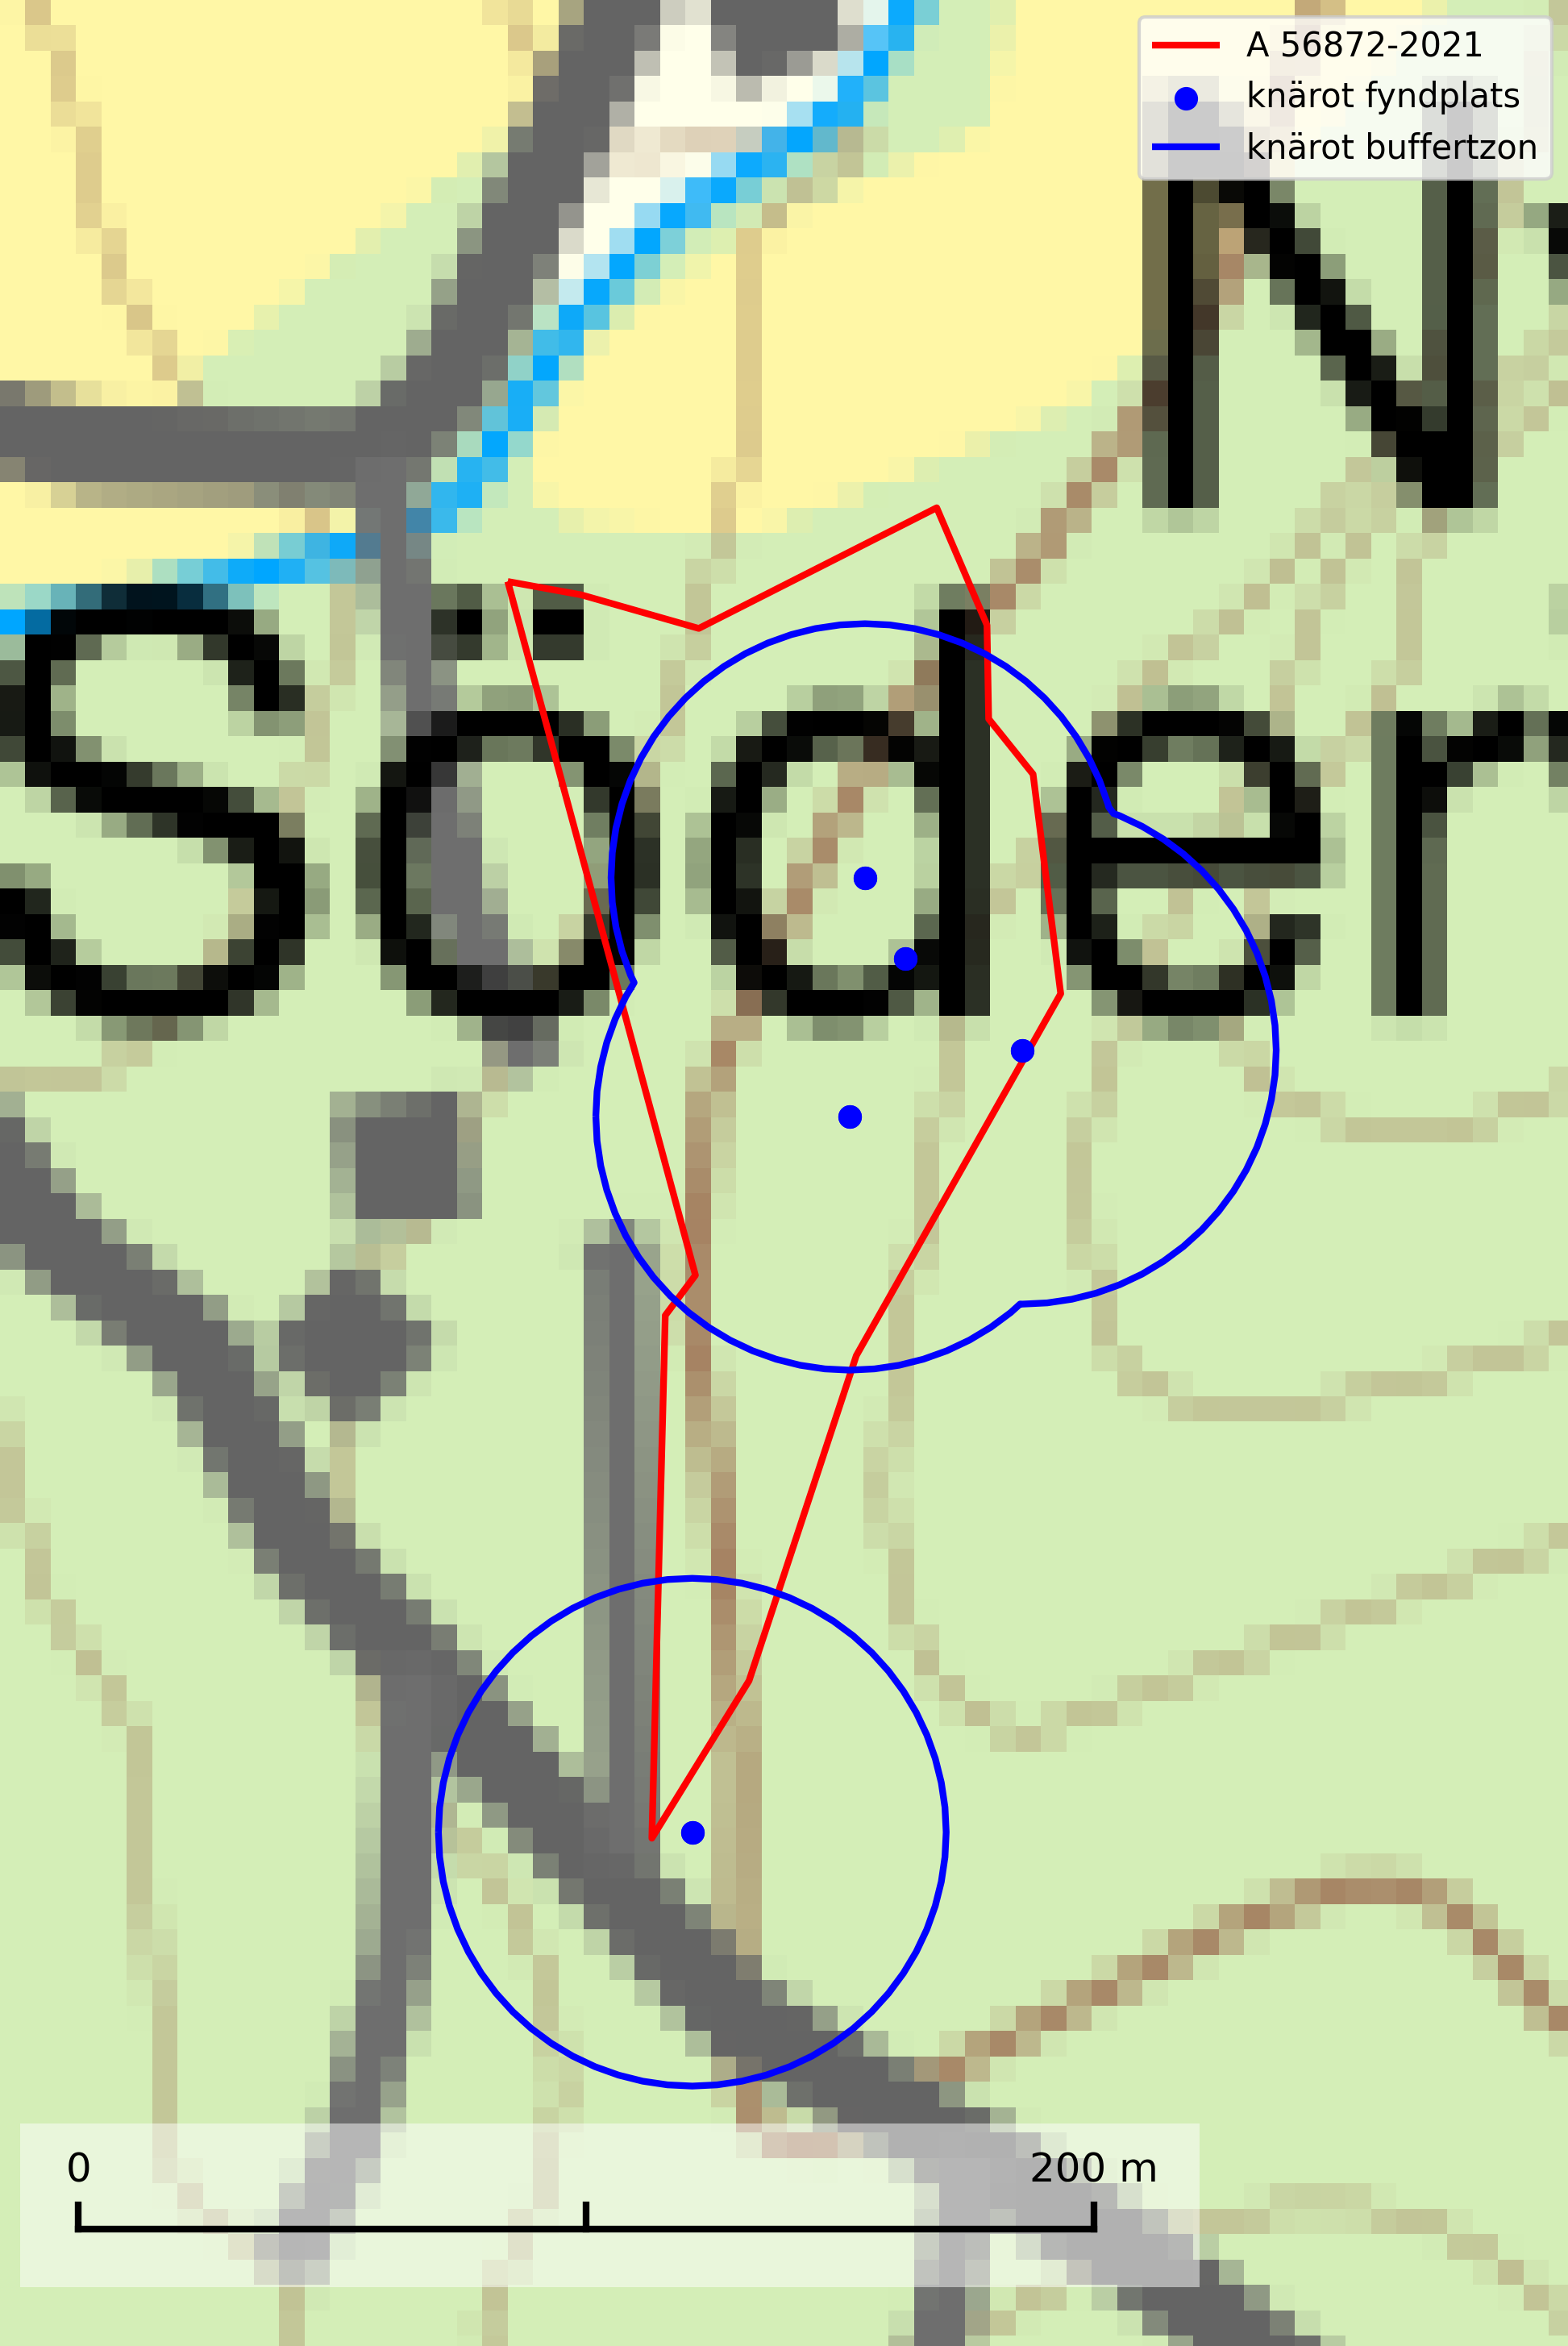 A 56872-2021
knärot fyndplats
knärot buffertzon
N
Söder
0 200 m